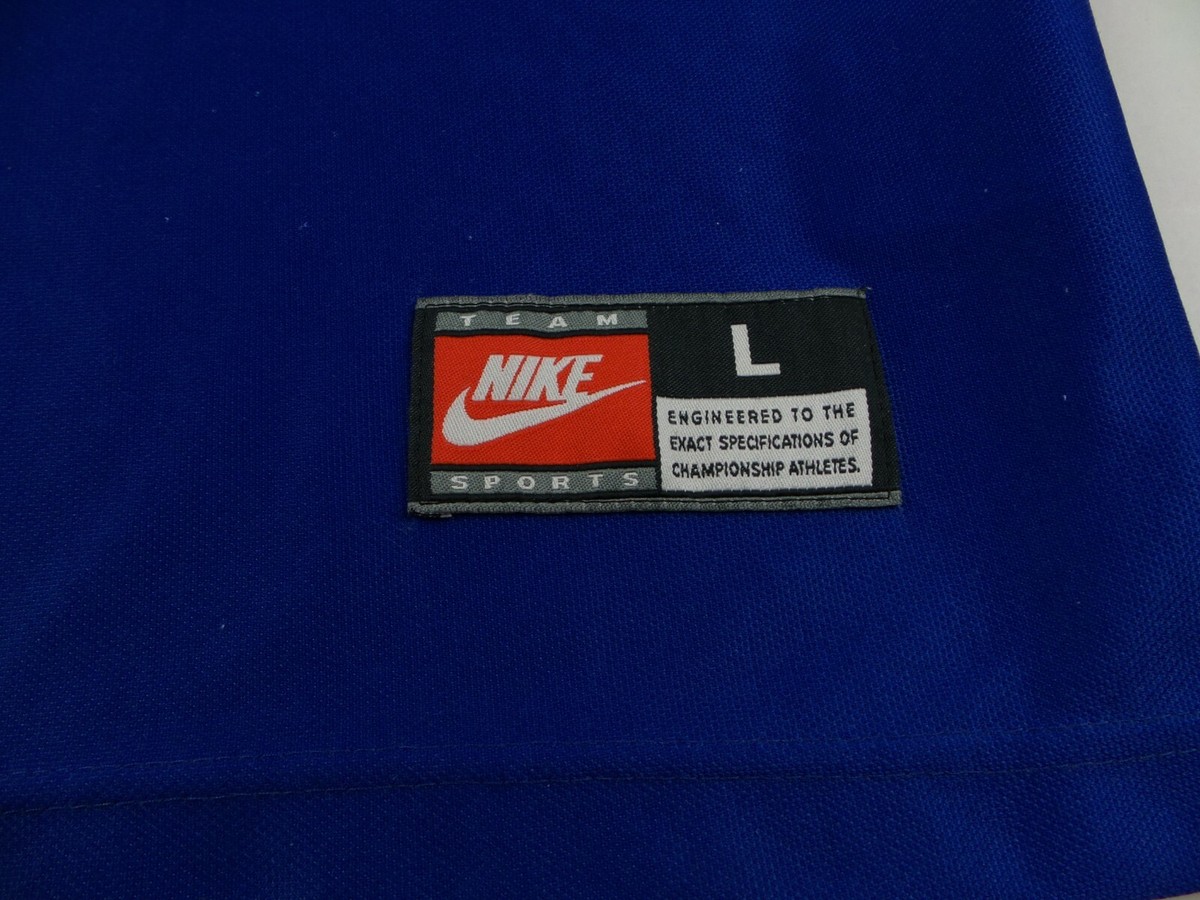 TEAM
NIKE
SPORTS
L
ENGINEERED TO THE
EXACT SPECIFICATIONS OF
CHAMPIONSHIP ATHLETES.